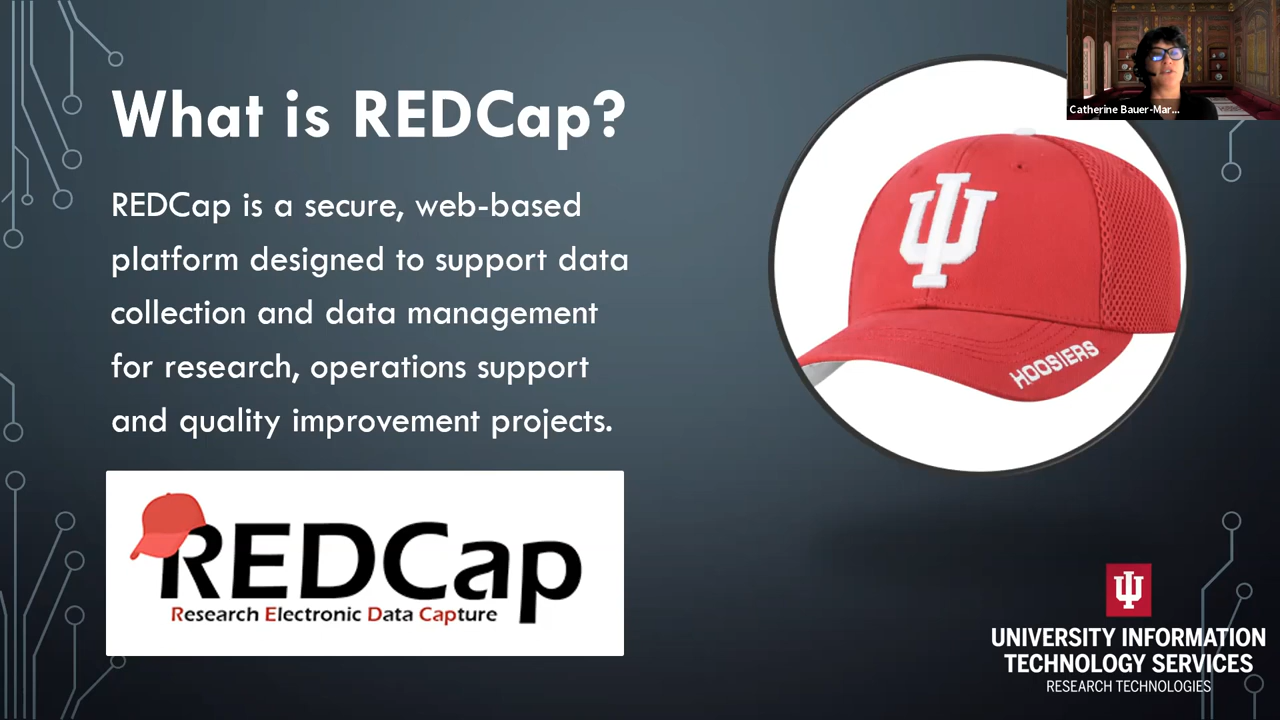 What is REDCap?
REDCap is a secure, web-based
platform designed to support data
collection and data management
for research, operations support
and quality improvement projects.
REDCap
Research Electronic Data Capture
Catherine Bauer-Mar...
IU
HOOSIERS
IU
UNIVERSITY INFORMATION
TECHNOLOGY SERVICES
RESEARCH TECHNOLOGIES